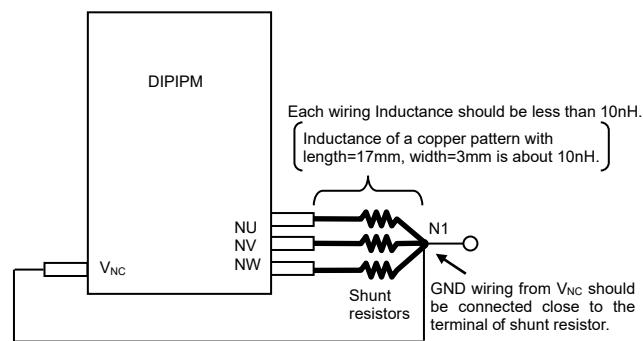 DIPIPM
Each wiring Inductance should be less than 10nH.
Inductance of a copper pattern with
length=17mm, width=3mm is about 10nH.
NU
NV
NW
N1
VNC
Shunt
resistors
GND wiring from VNC should
be connected close to the
terminal of shunt resistor.